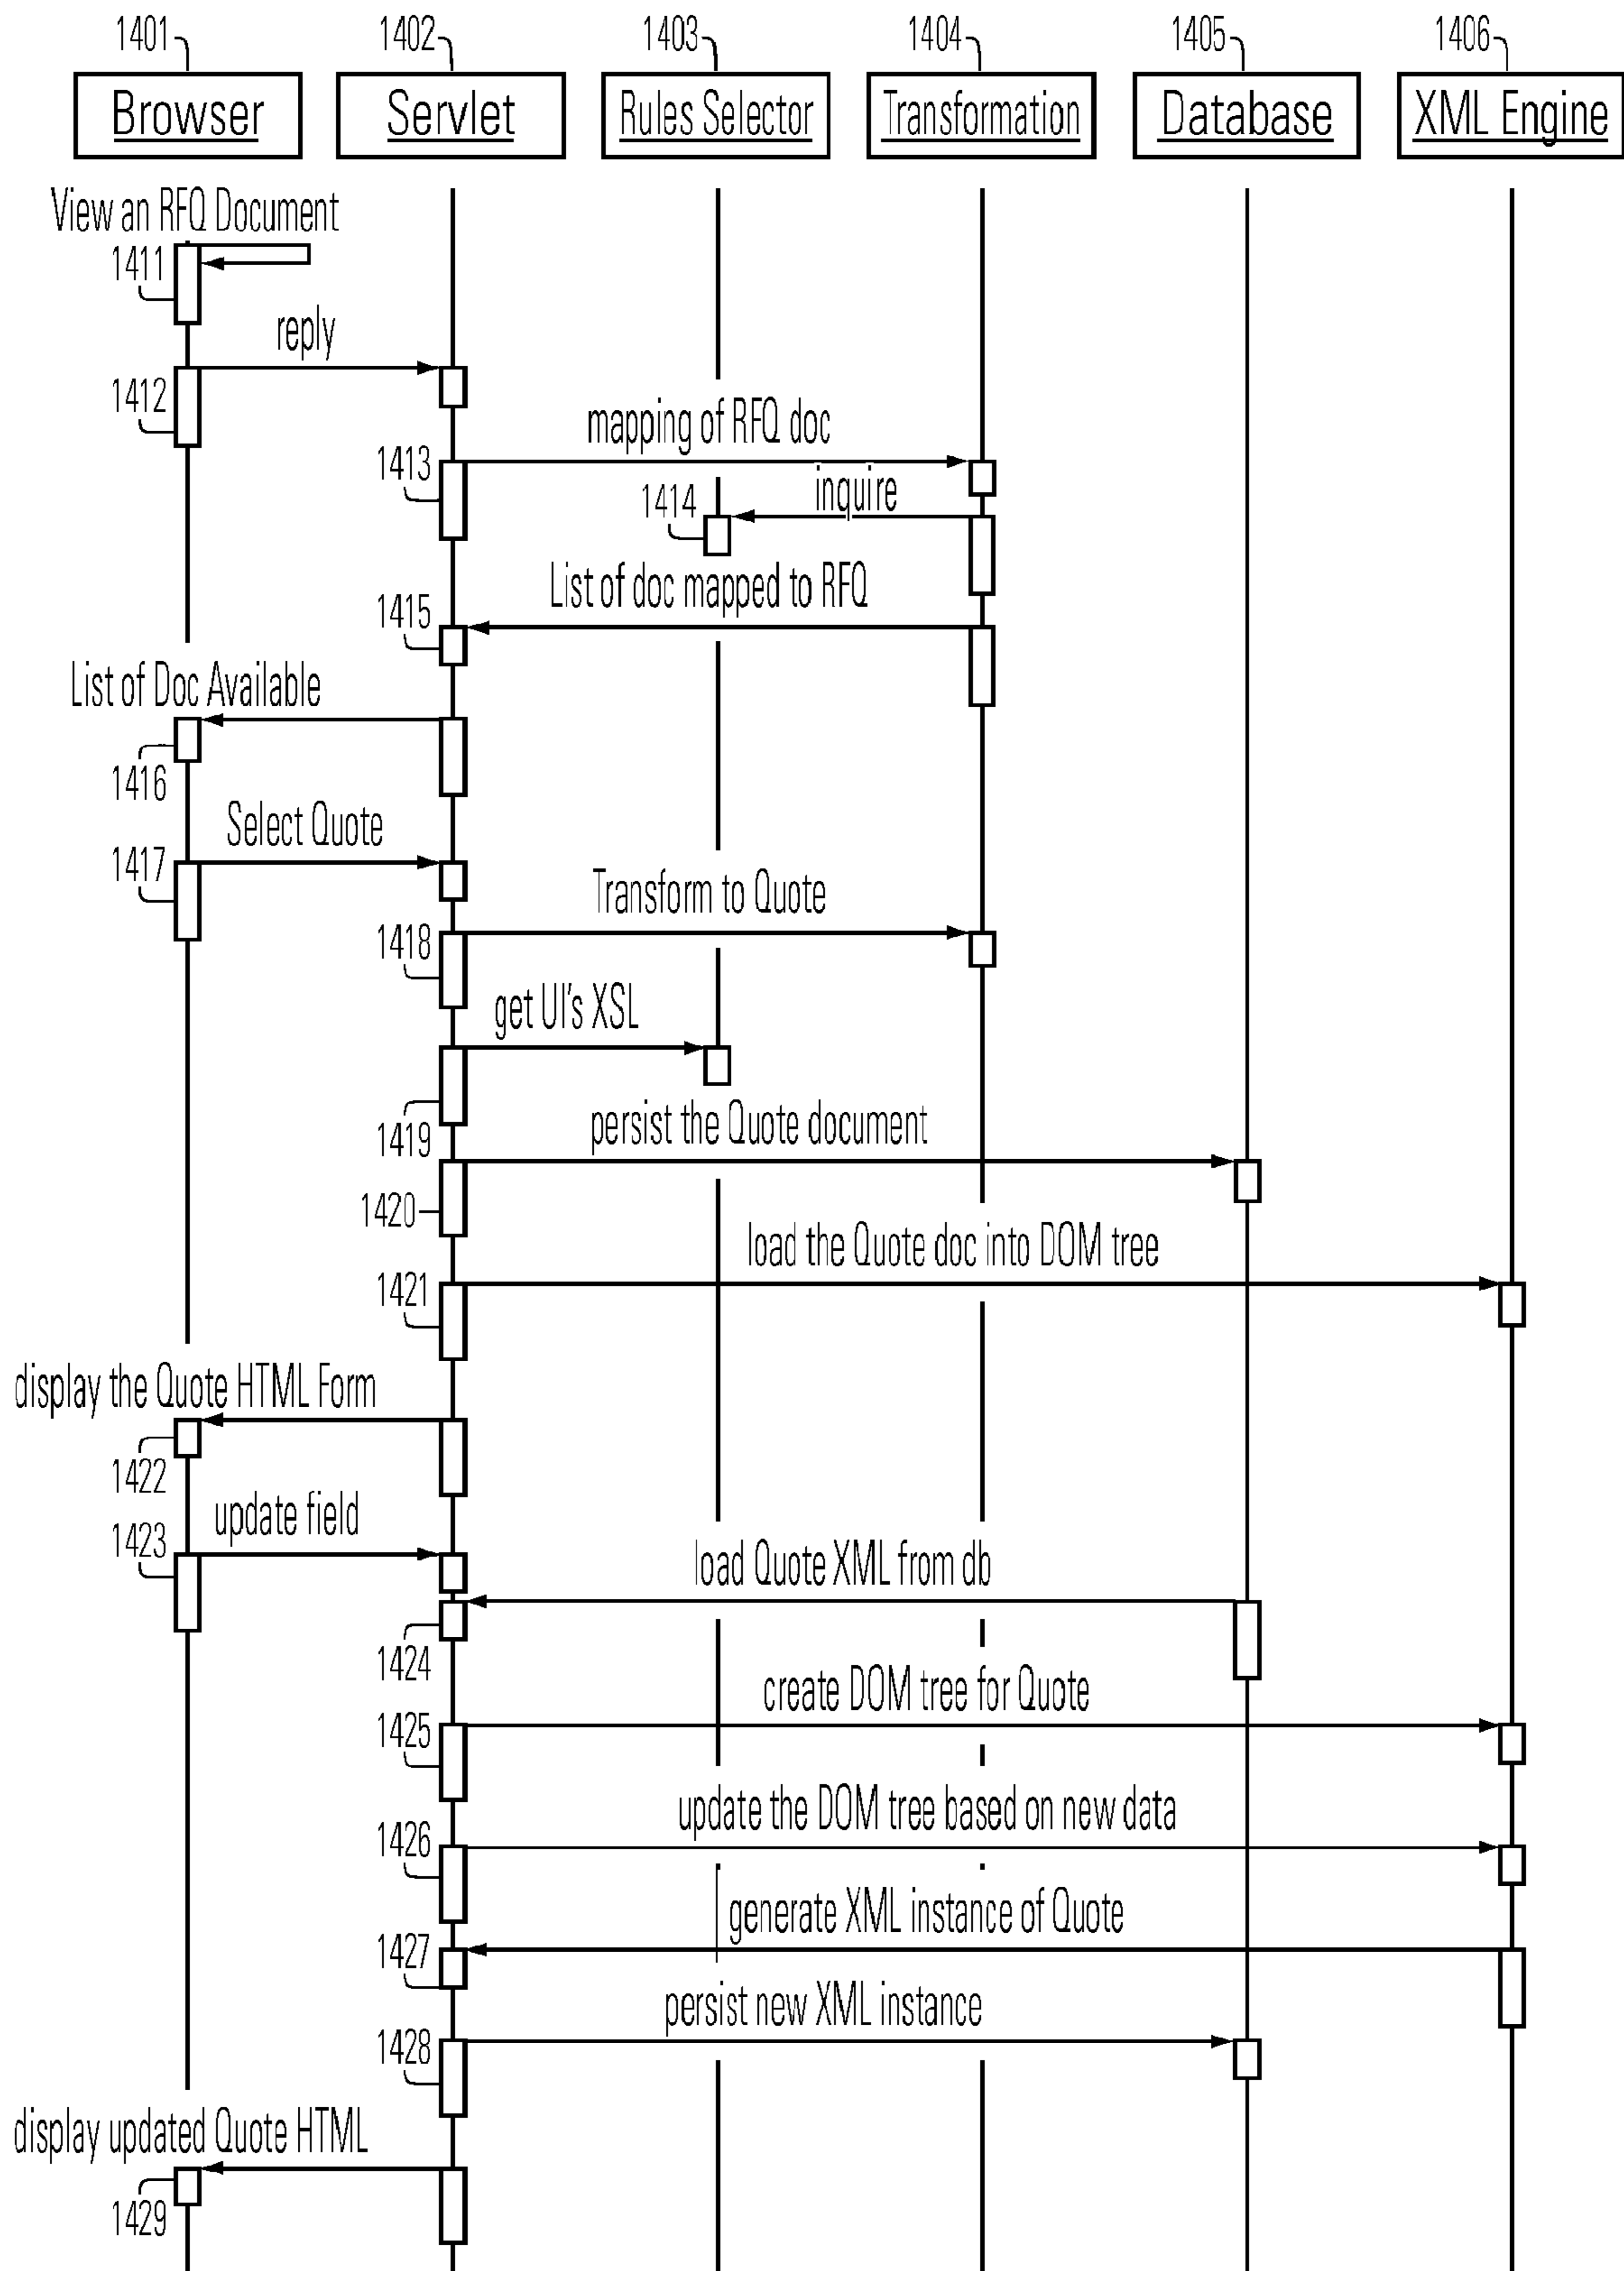 1401 1402 1403 1404 1405 1406
Browser Servlet Rules Selector Transformation Database XML Engine
View an RFQ Document
1411
reply
1412
mapping of RFQ doc
1413
inquire
1414
List of doc mapped to RFQ
1415
List of Doc Available
1416
Select Quote
1417
Transform to Quote
1418
get UI's XSL
1419
persist the Quote document
1420
load the Quote doc into DOM tree
1421
display the Quote HTML Form
1422
update field
1423
load Quote XML from db
1424
create DOM tree for Quote
1425
update the DOM tree based on new data
1426
generate XML instance of Quote
1427
persist new XML instance
1428
display updated Quote HTML
1429